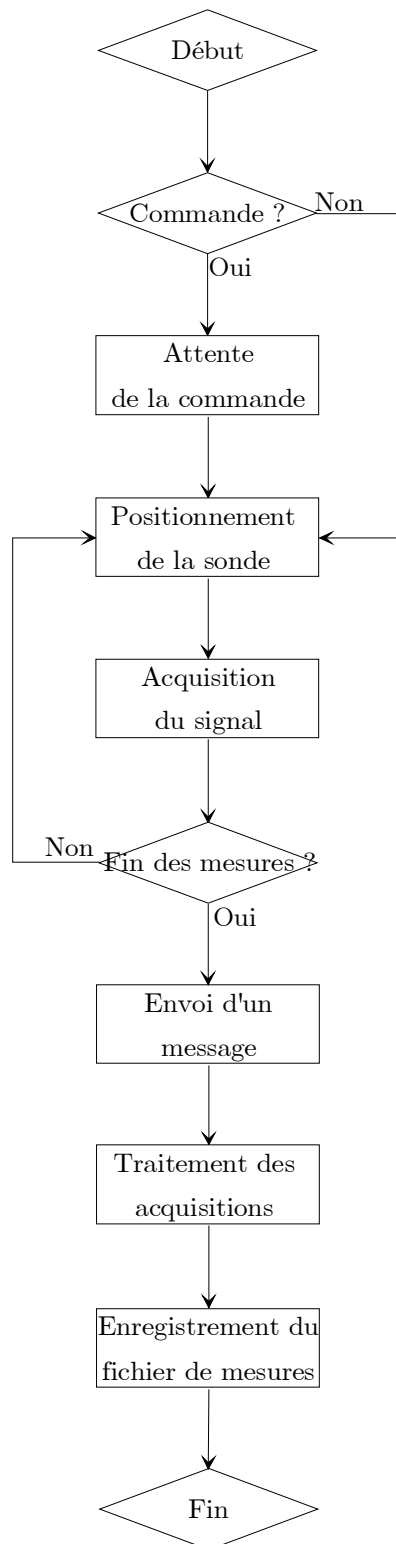 Début
Commande ?
Non
Oui
Attente
de la commande
Positionnement
de la sonde
Acquisition
du signal
Non
Fin des mesures ?
Oui
Envoi d'un
message
Traitement des
acquisitions
Enregistrement du
fichier de mesures
Fin